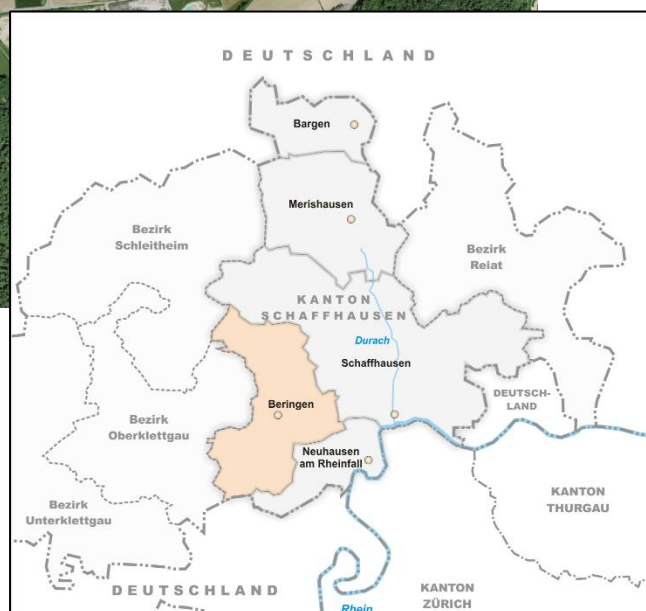 DEUTSCHLAND
Bargen
Merishausen
Bezirk
Schleitheim
Bezirk
Reiat
KANTON
SCHAFFHAUSEN
Durach
Schaffhausen
Beringen
DEUTSCH-
LAND
Bezirk
Oberklettgau
Neuhausen
am Rheinfall
Bezirk
Unterklettgau
KANTON
THURGAU
DEUTSCHLAND
KANTON
ZÜRICH
Rhein